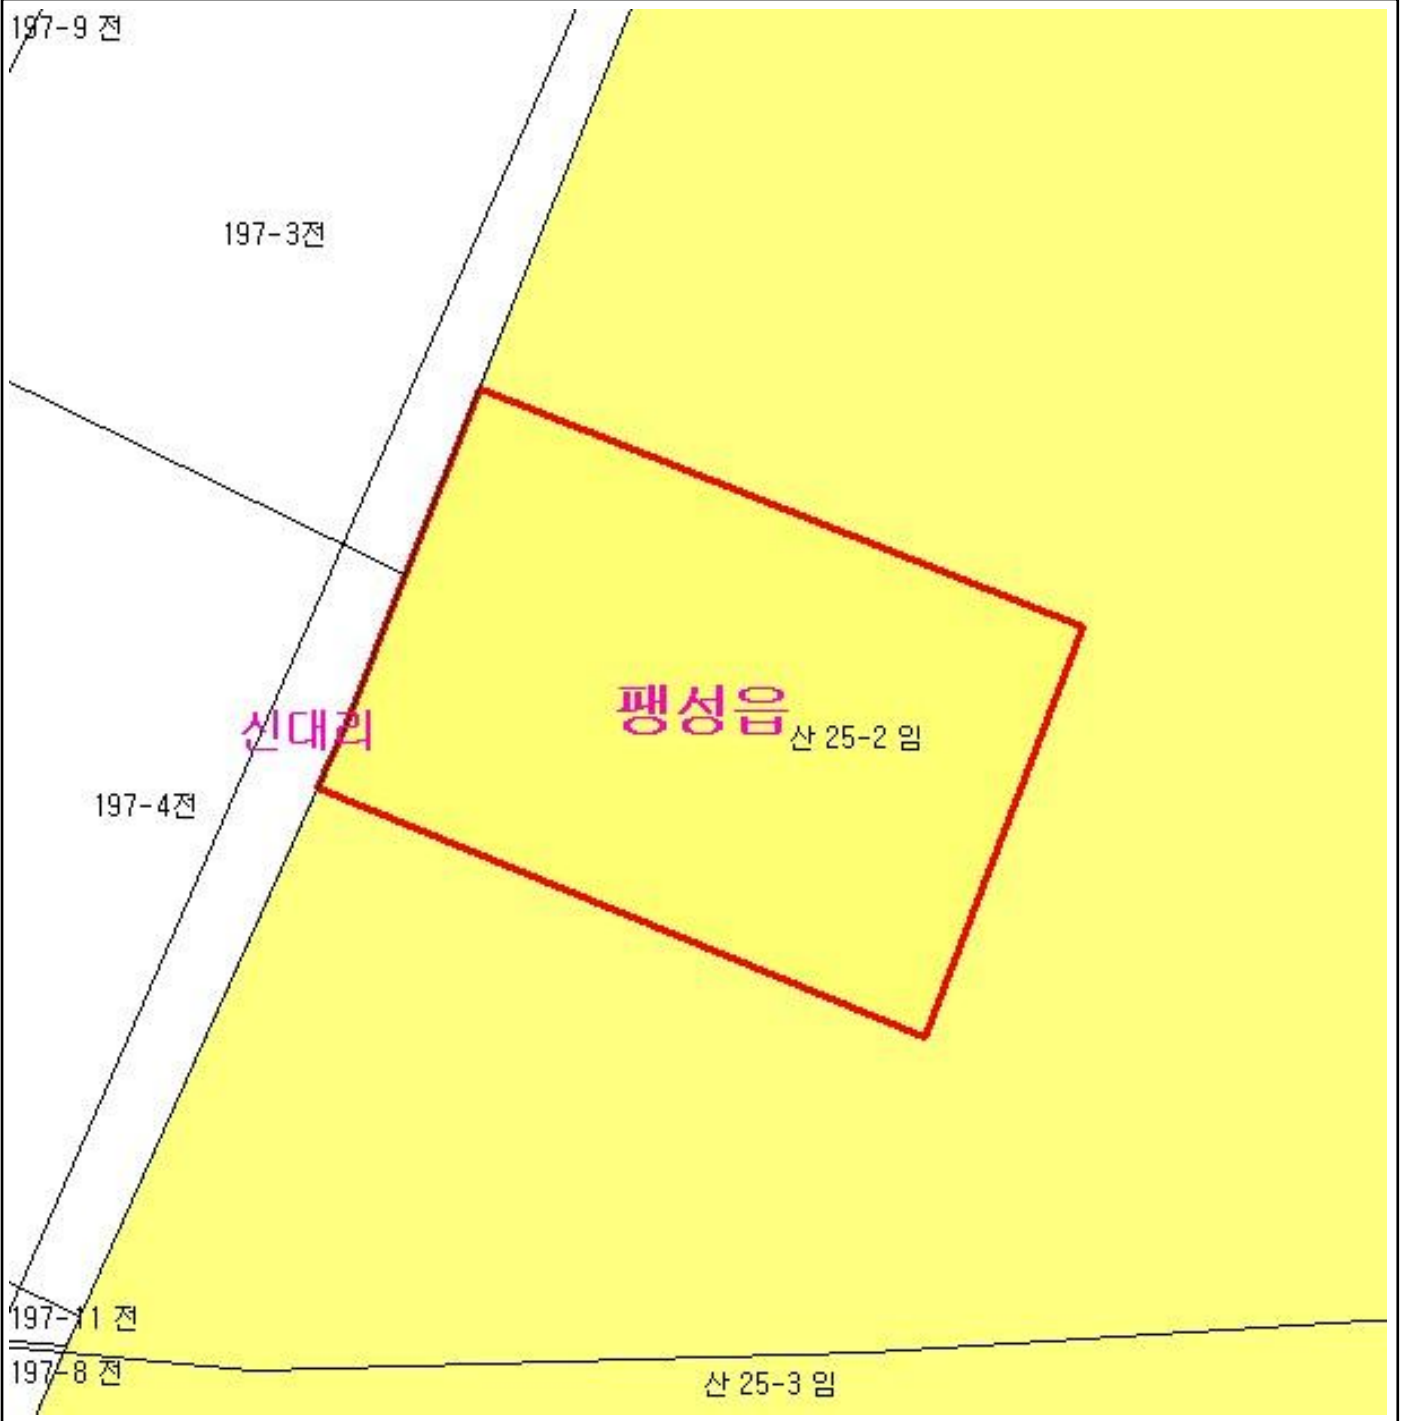 197-9 전
197-3전
팽성읍
신대리
산 25-2 임
197-4전
197-11 전
197-8 전
산 25-3 임